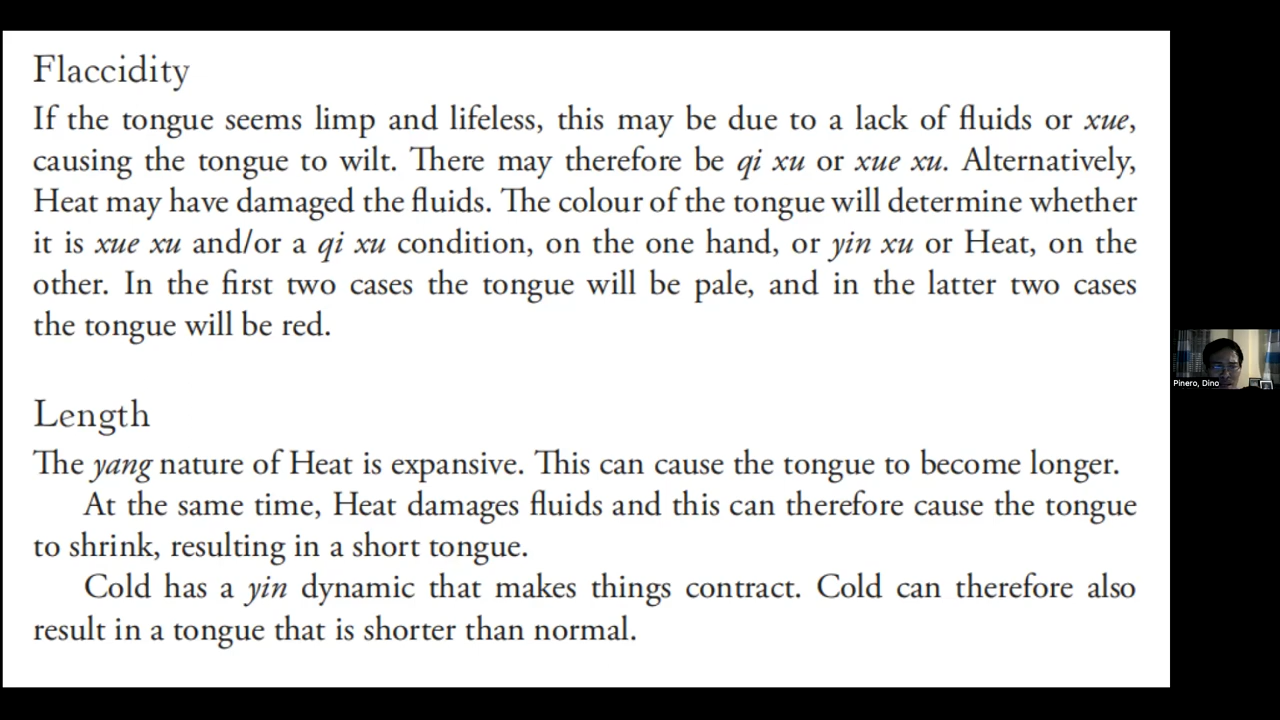 Flaccidity
If the tongue seems limp and lifeless, this may be due to a lack of fluids or xue,
causing the tongue to wilt. There may therefore be qi xu or xue xu. Alternatively,
Heat may have damaged the fluids. The colour of the tongue will determine whether
it is xue xu and/or a qi xu condition, on the one hand, or yin xu or Heat, on the
other. In the first two cases the tongue will be pale, and in the latter two cases
the tongue will be red.
Length
The yang nature of Heat is expansive. This can cause the tongue to become longer.
At the same time, Heat damages fluids and this can therefore cause the tongue
to shrink, resulting in a short tongue.
Cold has a yin dynamic that makes things contract. Cold can therefore also
result in a tongue that is shorter than normal.
Pinero, Dino